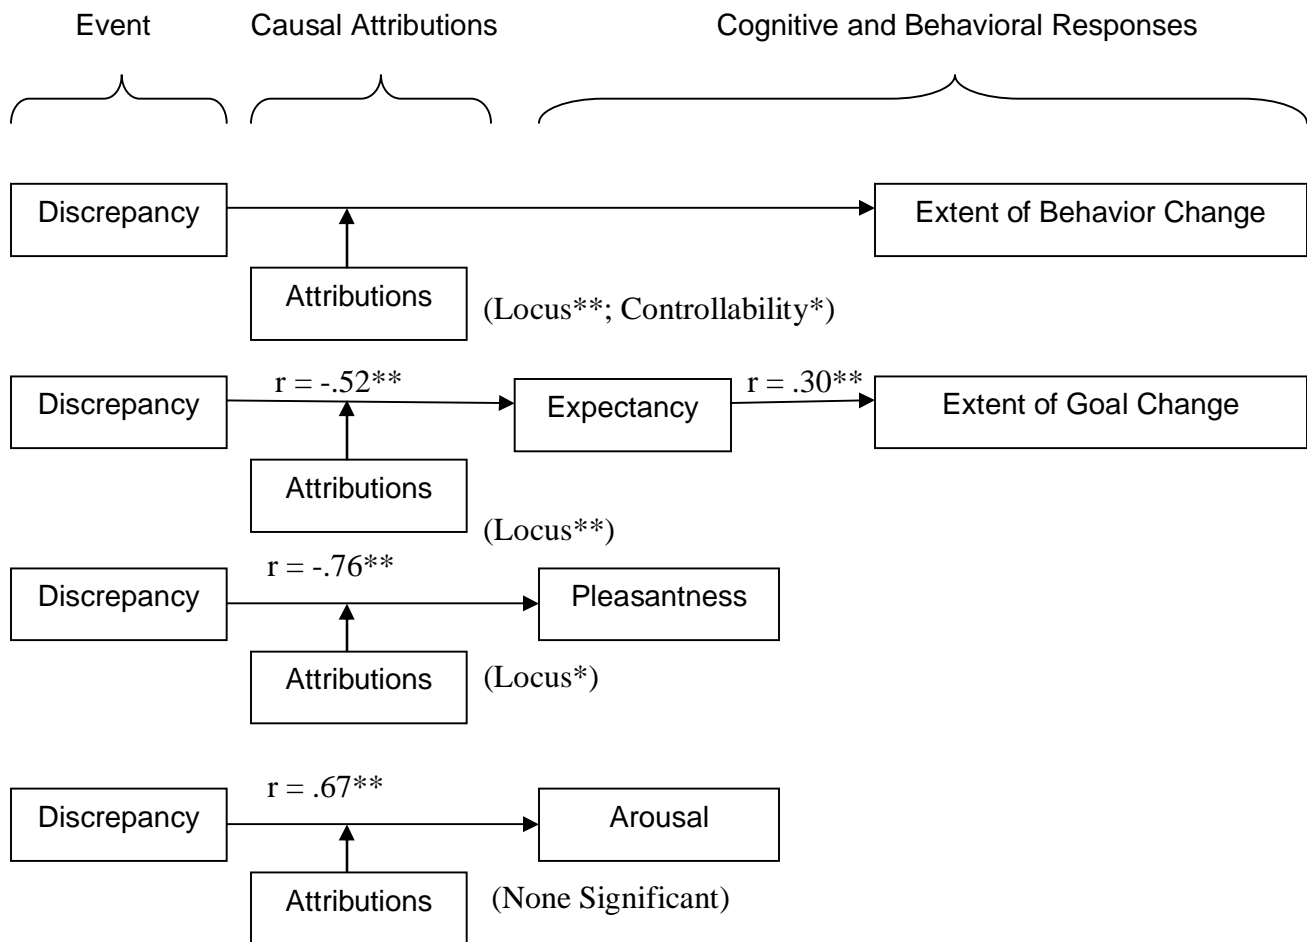 Event Causal Attributions Cognitive and Behavioral Responses
Discrepancy Extent of Behavior Change
Attributions (Locus**; Controllability*)
r = -.52** r = .30**
Discrepancy Expectancy Extent of Goal Change
Attributions
(Locus**)
r = -.76**
Discrepancy Pleasantness
Attributions (Locus*)
r = .67**
Discrepancy Arousal
Attributions (None Significant)